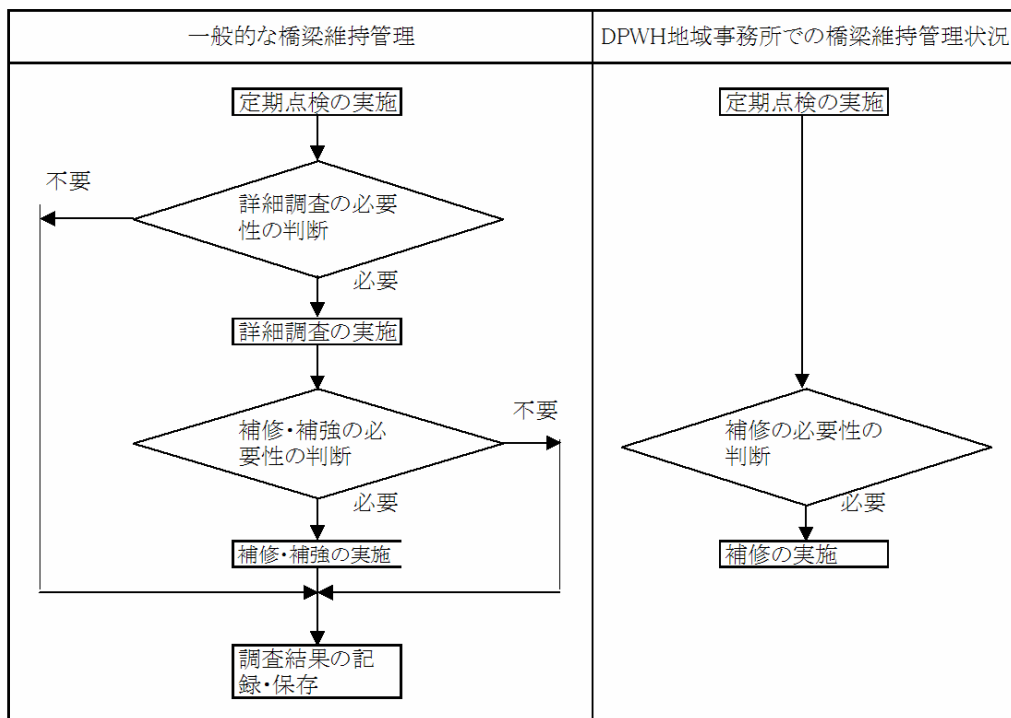 一般的な橋梁維持管理
DPWH地域事務所での橋梁維持管理状況
定期点検の実施
不要
詳細調査の必要
性の判断
必要
詳細調査の実施
不要
補修・補強の必
要性の判断
必要
補修・補強の実施
調査結果の記
録・保存
定期点検の実施
補修の必要性の
判断
必要
補修の実施